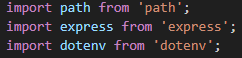 import path from 'path';
import express from 'express';
import dotenv from 'dotenv';